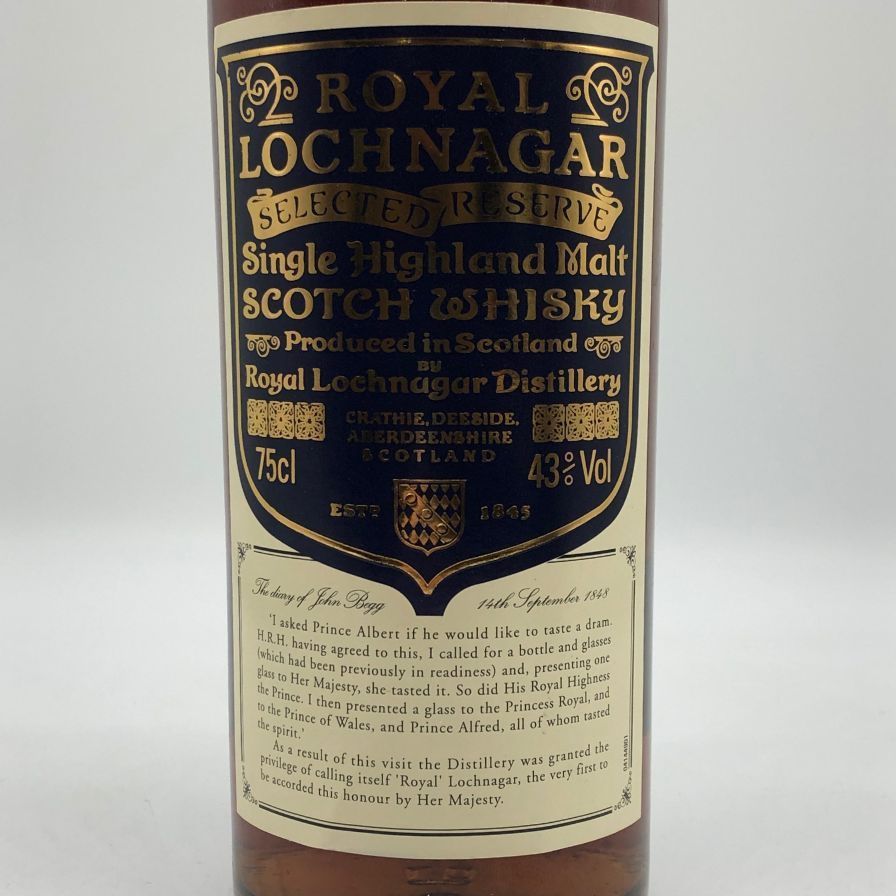 ROYAL
LOCHNAGAR
SELECTED RESERVE
Single Highland Malt
SCOTCH WHISKY
Produced in Scotland
BY
Royal Lochnagar Distillery
CRATHIE, DEESIDE,
ABERDEENSHIRE
SCOTLAND
75cl
43% Vol
ESTD 1845
The diary of John Begg 14th September 1848
'I asked Prince Albert if he would like to taste a dram.
H.R.H. having agreed to this, I called for a bottle and glasses
(which had been previously in readiness) and, presenting one
glass to Her Majesty, she tasted it. So did His Royal Highness
the Prince. I then presented a glass to the Princess Royal, and
to the Prince of Wales, and Prince Alfred, all of whom tasted
the spirit.'
As a result of this visit the Distillery was granted the
privilege of calling itself 'Royal' Lochnagar, the very first to
be accorded this honour by Her Majesty.